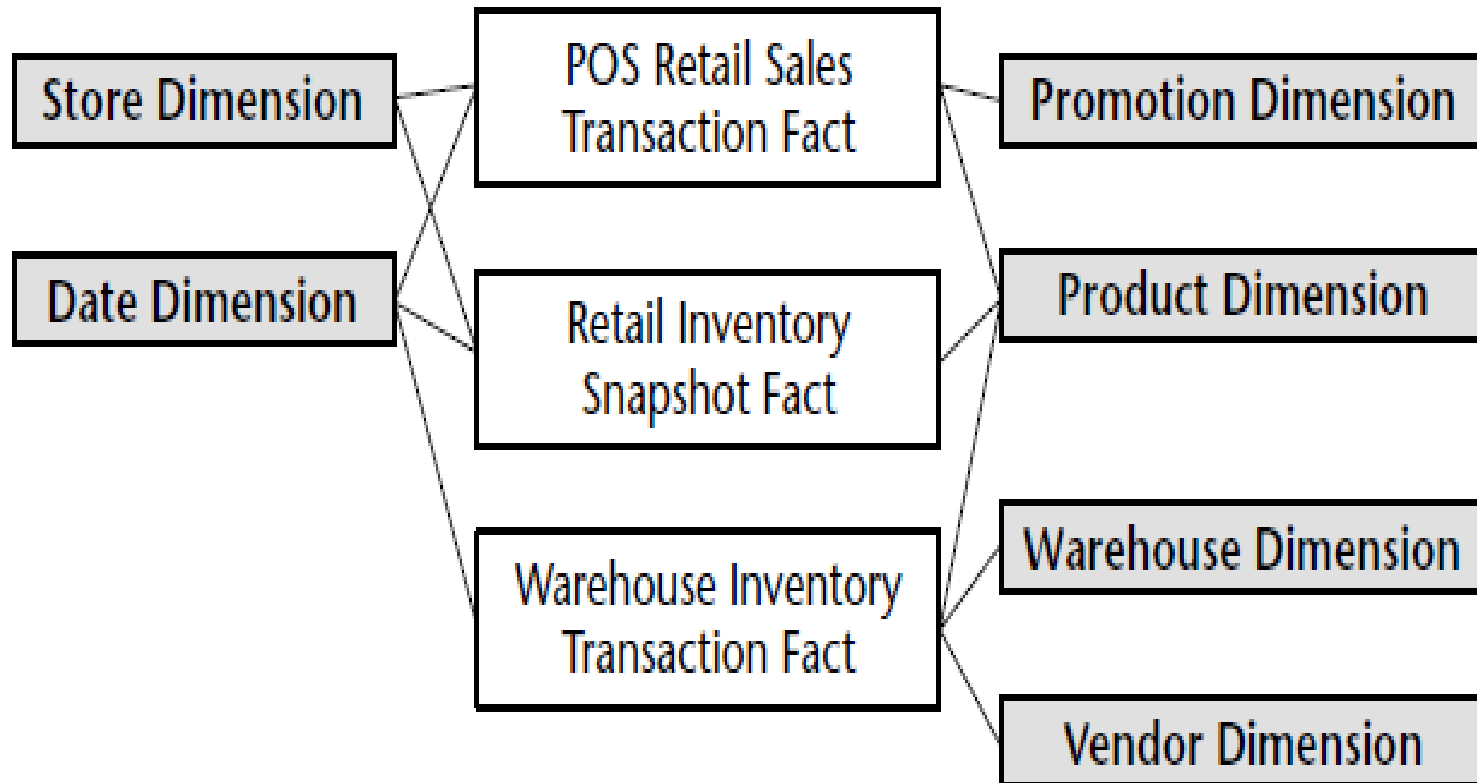 Store Dimension
Date Dimension
POS Retail Sales
Transaction Fact
Retail Inventory
Snapshot Fact
Warehouse Inventory
Transaction Fact
Promotion Dimension
Product Dimension
Warehouse Dimension
Vendor Dimension